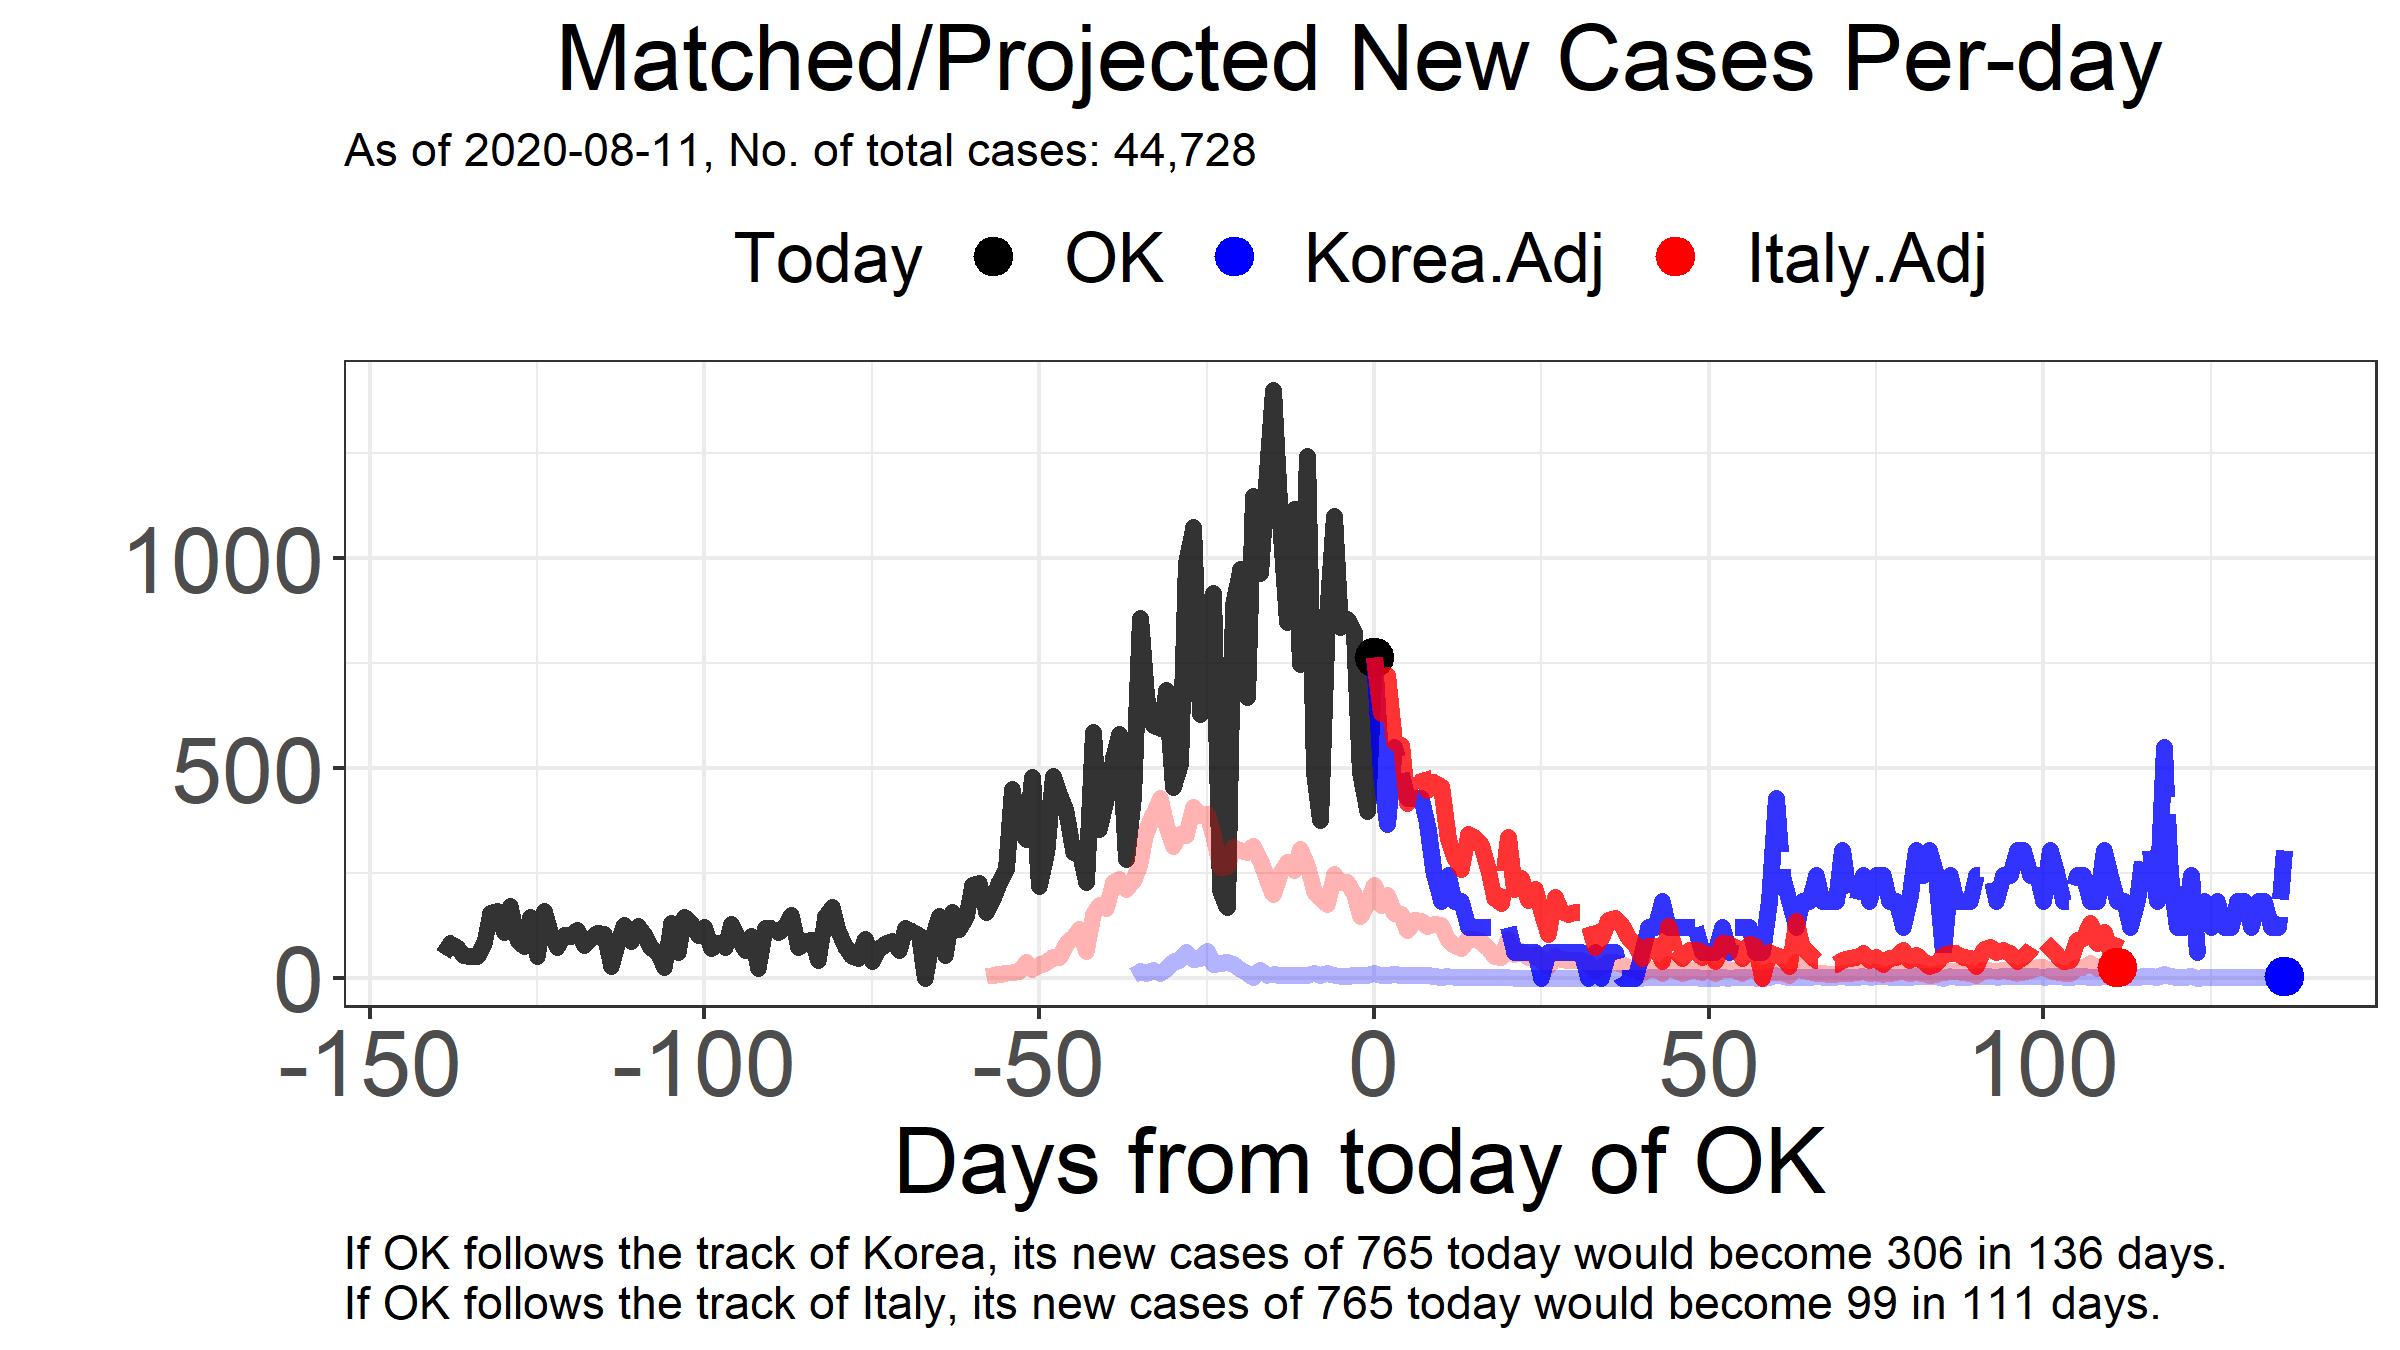 Matched/Projected New Cases Per-day
As of 2020-08-11, No. of total cases: 44,728
Today OK Korea.Adj Italy.Adj
1000
500
0
-150 -100 -50 0 50 100
Days from today of OK
If OK follows the track of Korea, its new cases of 765 today would become 306 in 136 days.
If OK follows the track of Italy, its new cases of 765 today would become 99 in 111 days.